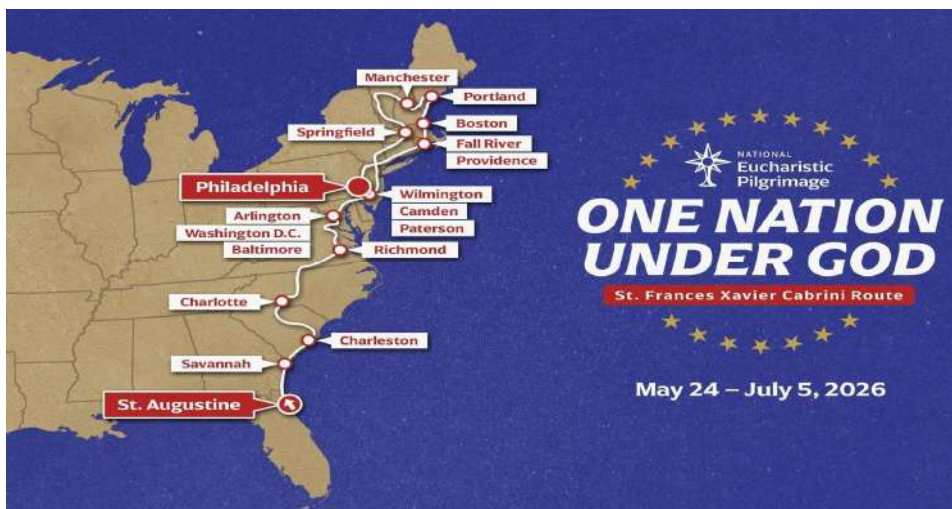 Manchester
Portland
Springfield
Boston
Fall River
Providence
Philadelphia
Wilmington
Camden
Paterson
Arlington
Washington D.C.
Baltimore
Richmond
Charlotte
Charleston
Savannah
St. Augustine
NATIONAL
Eucharistic
Pilgrimage
ONE NATION
UNDER GOD
St. Frances Xavier Cabrini Route
May 24 – July 5, 2026